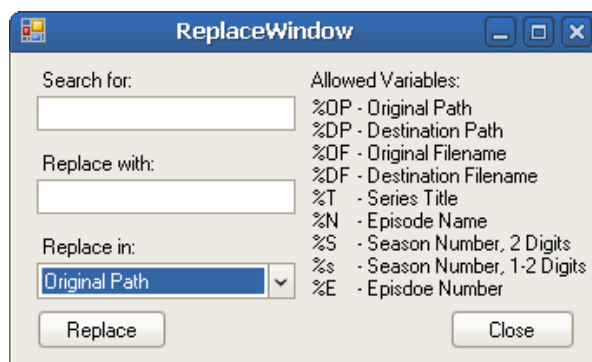 ReplaceWindow
Search for:
Replace with:
Replace in:
Original Path
Replace
Allowed Variables:
%OP - Original Path
%DP - Destination Path
%OF - Original Filename
%DF - Destination Filename
%T - Series Title
%N - Episode Name
%S - Season Number, 2 Digits
%s - Season Number, 1-2 Digits
%E - Episdoe Number
Close